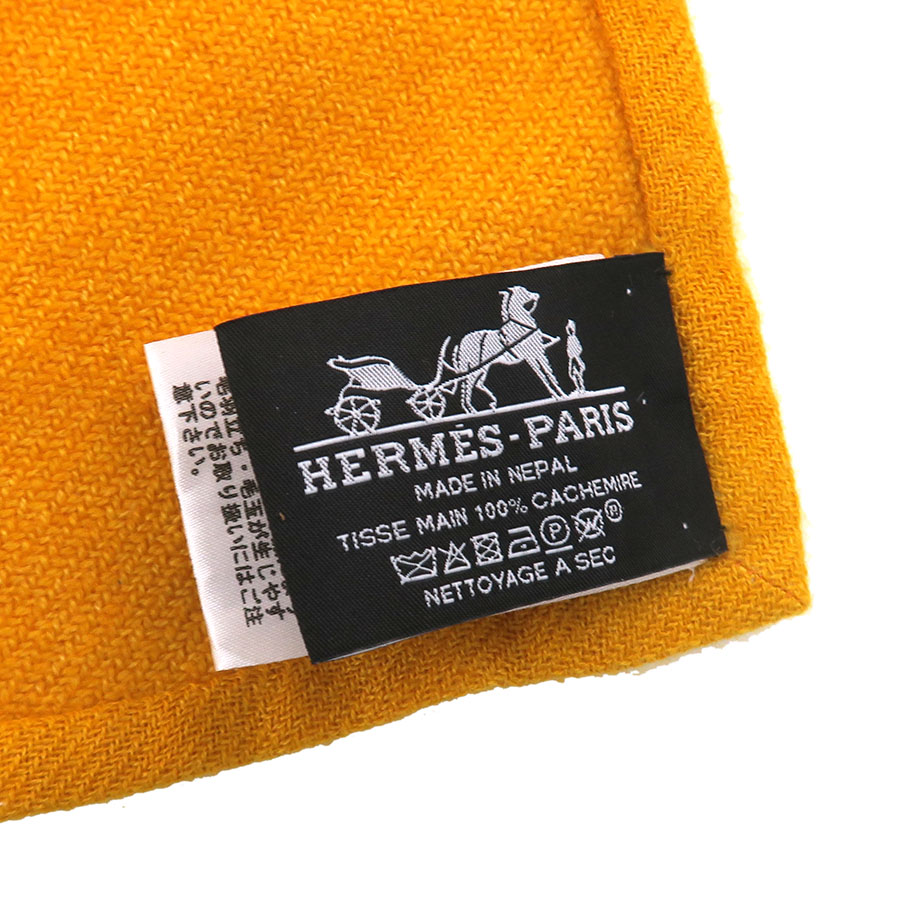 HERMÈS-PARIS
MADE IN NEPAL
TISSE MAIN 100% CACHEMIRE
P W ®
NETTOYAGE A SEC
毛羽立ち・毛玉が生じやす
いのでお取り扱いにはご注
意下さい。